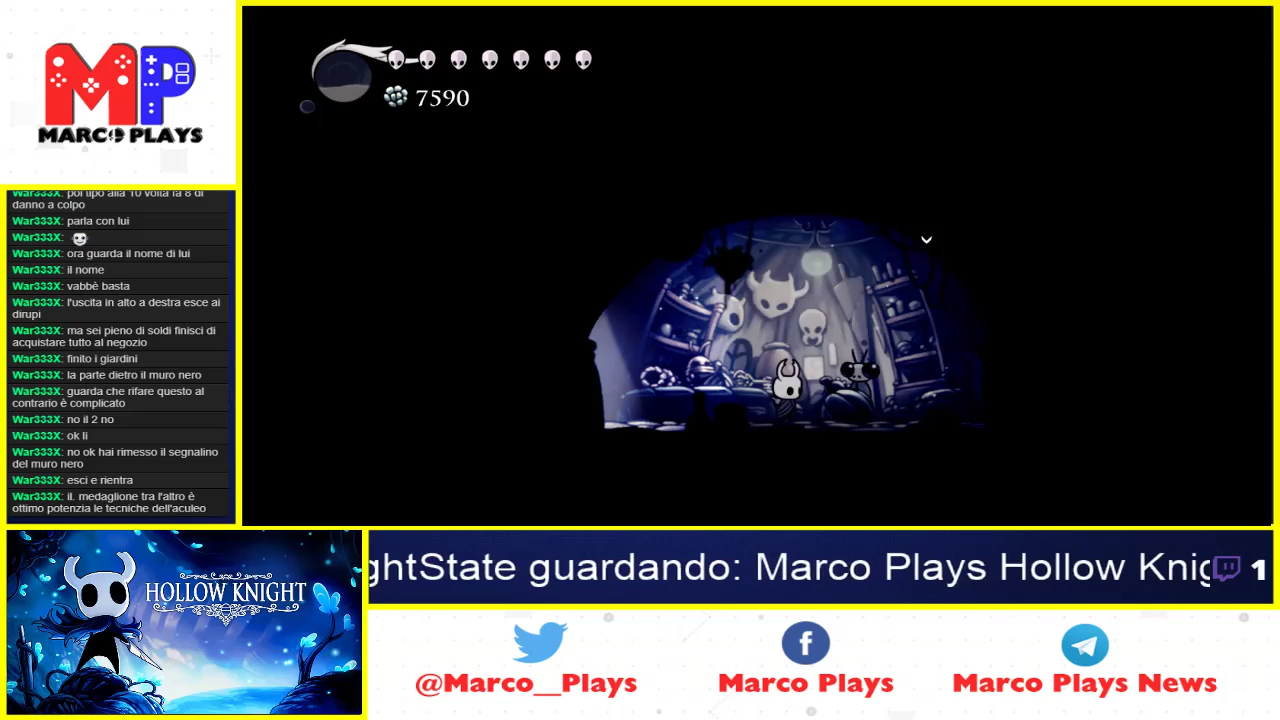 MP
MARCO PLAYS
7590
War333X: poi tipo alla 10 volta fa 8 di
danno a colpo
War333X: parla con lui
War333X:
War333X: ora guarda il nome di lui
War333X: il nome
War333X: vabbè basta
War333X: l'uscita in alto a destra esce ai
dirupi
War333X: ma sei pieno di soldi finisci di
acquistare tutto al negozio
War333X: finito i giardini
War333X: la parte dietro il muro nero
War333X: guarda che rifare questo al
contrario è complicato
War333X: no il 2 no
War333X: ok li
War333X: no ok hai rimesso il segnalino
del muro nero
War333X: esci e rientra
War333X: il. medaglione tra l'altro è
ottimo potenzia le tecniche dell'aculeo
HOLLOW KNIGHT
ghtState guardando: Marco Plays Hollow Knig
1
@Marco__Plays
Marco Plays
Marco Plays News